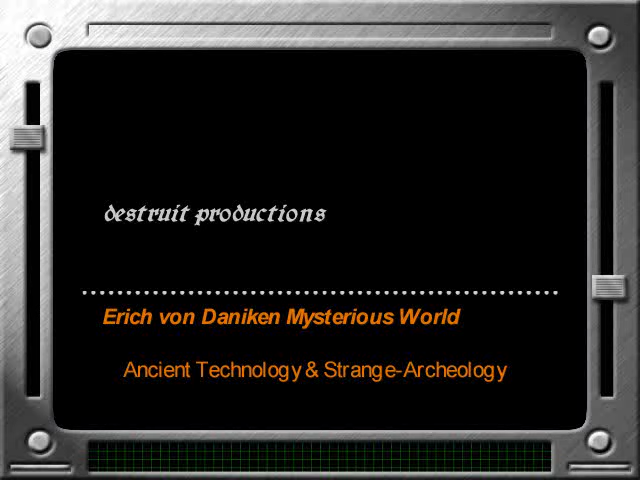 destruit productions
Erich von Daniken Mysterious World
Ancient Technology & Strange-Archeology